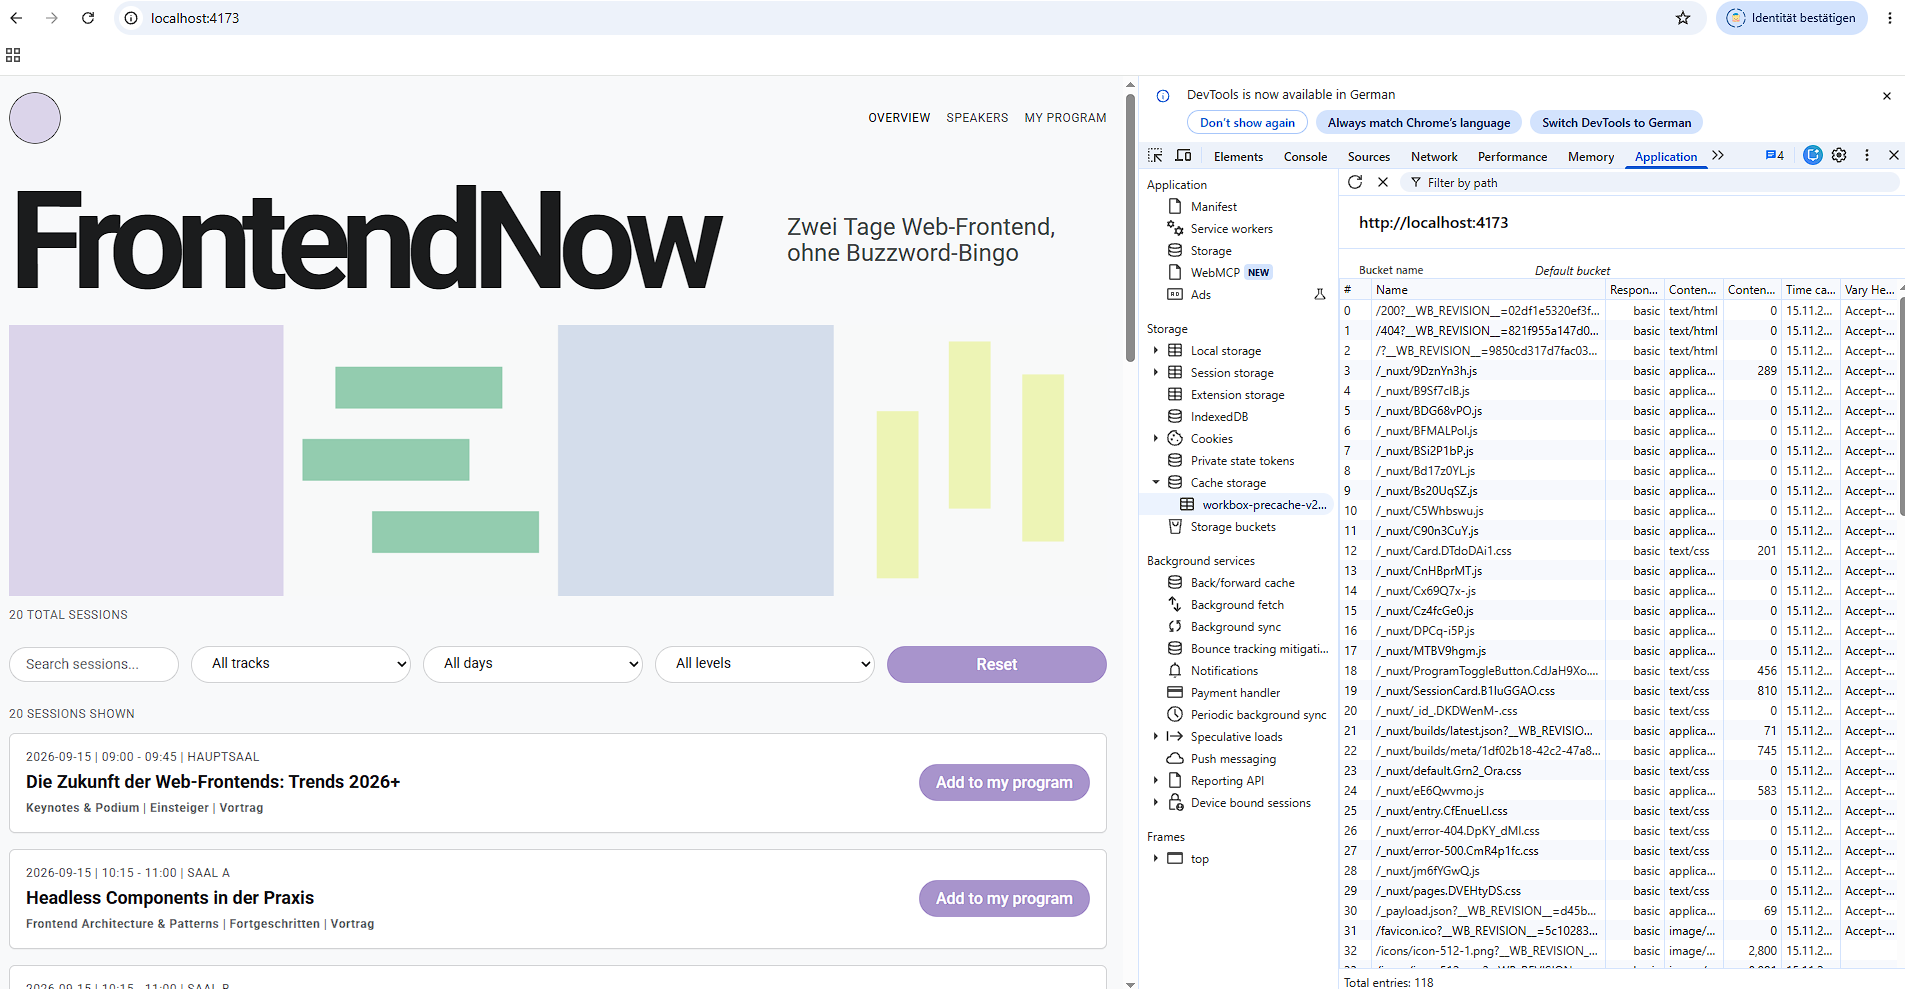 localhost:4173
Identität bestätigen
OVERVIEW SPEAKERS MY PROGRAM
FrontendNow
Zwei Tage Web-Frontend,
ohne Buzzword-Bingo
20 TOTAL SESSIONS
Search sessions...
All tracks
All days
All levels
Reset
20 SESSIONS SHOWN
2026-09-15 | 09:00 - 09:45 | HAUPTSAAL
Die Zukunft der Web-Frontends: Trends 2026+
Keynotes & Podium | Einsteiger | Vortrag
Add to my program
2026-09-15 | 10:15 - 11:00 | SAAL A
Headless Components in der Praxis
Frontend Architecture & Patterns | Fortgeschritten | Vortrag
Add to my program
2026-09-15 | 10:15 - 11:00 | SAAL B
DevTools is now available in German
Don't show again
Always match Chrome's language
Switch DevTools to German
Elements Console Sources Network Performance Memory Application
4
Application
Manifest
Service workers
Storage
WebMCP NEW
Ads
Storage
Local storage
Session storage
Extension storage
IndexedDB
Cookies
Private state tokens
Cache storage
workbox-precache-v2...
Storage buckets
Background services
Back/forward cache
Background fetch
Background sync
Bounce tracking mitigati...
Notifications
Payment handler
Periodic background sync
Speculative loads
Push messaging
Reporting API
Device bound sessions
Frames
top
Filter by path
http://localhost:4173
Bucket name Default bucket
# Name Respon... Conten... Conten... Time ca... Vary He...
0 /200?__WB_REVISION__=02df1e5320ef3f... basic text/html 0 15.11.2... Accept-...
1 /404?__WB_REVISION__=821f955a147d0... basic text/html 0 15.11.2... Accept-...
2 /?__WB_REVISION__=9850cd317d7fac03... basic text/html 0 15.11.2... Accept-...
3 /_nuxt/9DznYn3h.js basic applica... 289 15.11.2... Accept-...
4 /_nuxt/B9Sf7cIB.js basic applica... 0 15.11.2... Accept-...
5 /_nuxt/BDG68vPO.js basic applica... 0 15.11.2... Accept-...
6 /_nuxt/BFMALPoI.js basic applica... 0 15.11.2... Accept-...
7 /_nuxt/BSi2P1bP.js basic applica... 0 15.11.2... Accept-...
8 /_nuxt/Bd17z0YL.js basic applica... 0 15.11.2... Accept-...
9 /_nuxt/Bs20UqSZ.js basic applica... 0 15.11.2... Accept-...
10 /_nuxt/C5Whbswu.js basic applica... 0 15.11.2... Accept-...
11 /_nuxt/C90n3CuY.js basic applica... 0 15.11.2... Accept-...
12 /_nuxt/Card.DTdoDAi1.css basic text/css 201 15.11.2... Accept-...
13 /_nuxt/CnHBprMT.js basic applica... 0 15.11.2... Accept-...
14 /_nuxt/Cx69Q7x-.js basic applica... 0 15.11.2... Accept-...
15 /_nuxt/Cz4fcGe0.js basic applica... 0 15.11.2... Accept-...
16 /_nuxt/DPCq-i5P.js basic applica... 0 15.11.2... Accept-...
17 /_nuxt/MTBV9hgm.js basic applica... 0 15.11.2... Accept-...
18 /_nuxt/ProgramToggleButton.CdJaH9Xo.... basic text/css 456 15.11.2... Accept-...
19 /_nuxt/SessionCard.B1IuGGAO.css basic text/css 810 15.11.2... Accept-...
20 /_nuxt/_id_.DKDWenM-.css basic text/css 0 15.11.2... Accept-...
21 /_nuxt/builds/latest.json?__WB_REVISIO... basic applica... 71 15.11.2... Accept-...
22 /_nuxt/builds/meta/1df02b18-42c2-47a8... basic applica... 745 15.11.2... Accept-...
23 /_nuxt/default.Grn2_Ora.css basic text/css 0 15.11.2... Accept-...
24 /_nuxt/eE6Qwvmo.js basic applica... 583 15.11.2... Accept-...
25 /_nuxt/entry.CfEnueLl.css basic text/css 0 15.11.2... Accept-...
26 /_nuxt/error-404.DpKY_dMl.css basic text/css 0 15.11.2... Accept-...
27 /_nuxt/error-500.CmR4p1fc.css basic text/css 0 15.11.2... Accept-...
28 /_nuxt/jm6fYGwQ.js basic applica... 0 15.11.2... Accept-...
29 /_nuxt/pages.DVEHtyDS.css basic text/css 0 15.11.2... Accept-...
30 /_payload.json?__WB_REVISION__=d45b... basic applica... 69 15.11.2... Accept-...
31 /favicon.ico?__WB_REVISION__=5c10283... basic image/... 0 15.11.2... Accept-...
32 /icons/icon-512-1.png?__WB_REVISION_... basic image/... 2,800 15.11.2...
Total entries: 118